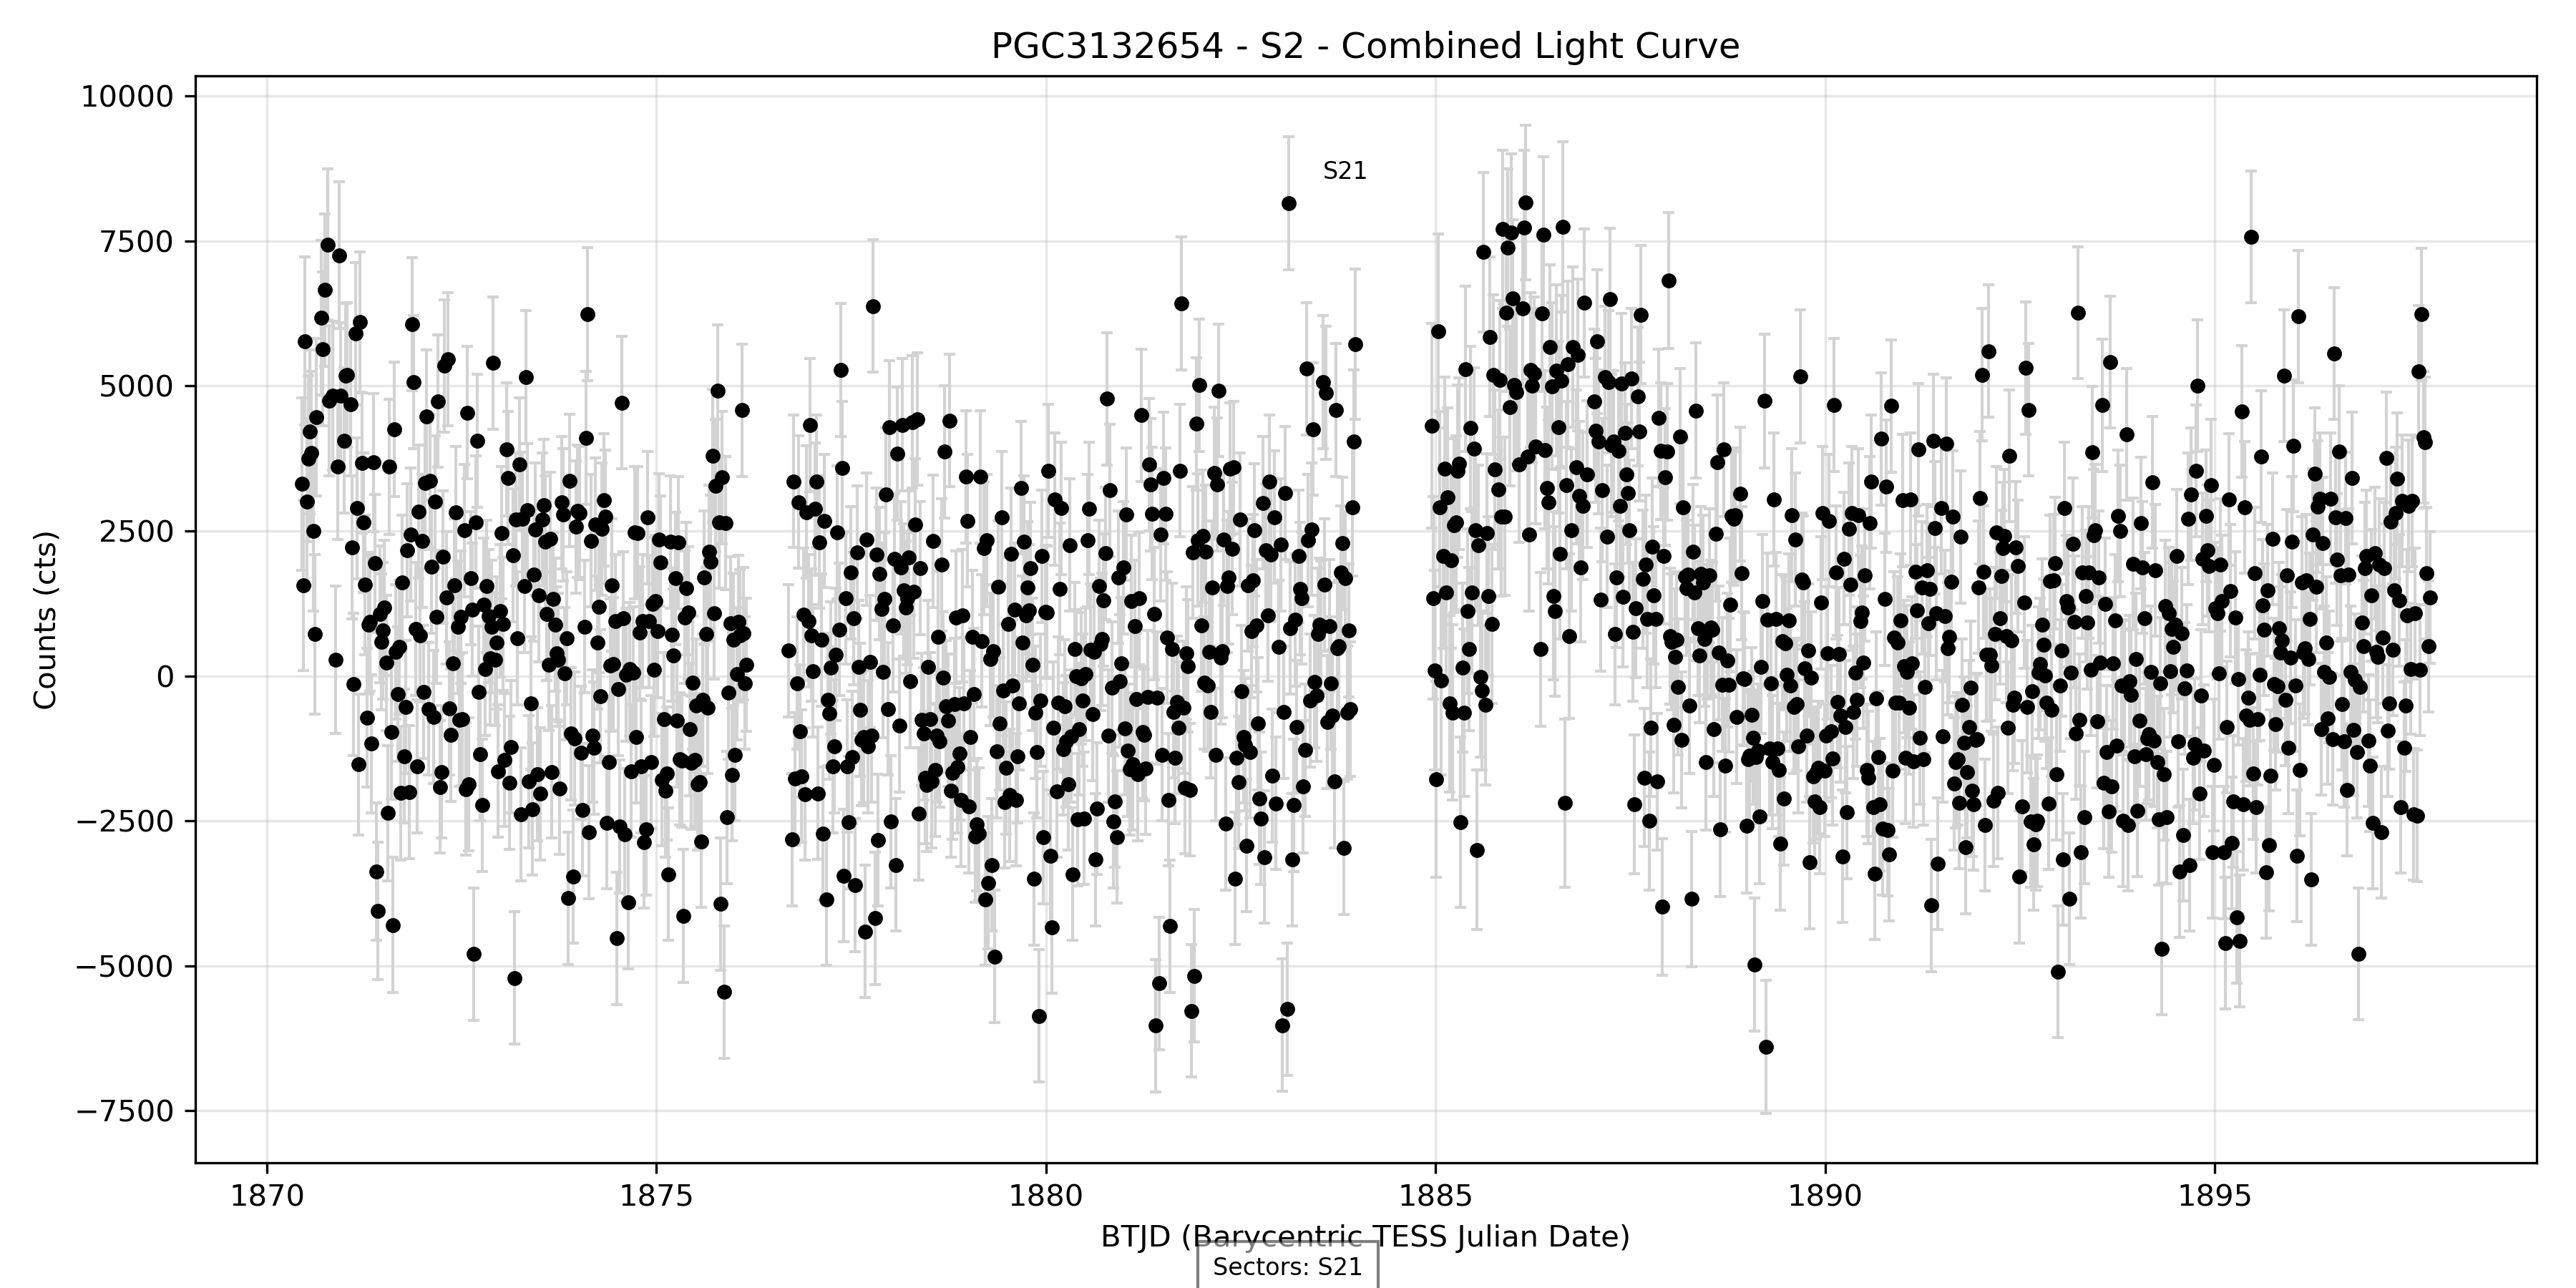 PGC3132654 - S2 - Combined Light Curve
10000
7500
5000
2500
0
−2500
−5000
−7500
Counts (cts)
S21
1870 1875 1880 1885 1890 1895
BTJD (Barycentric TESS Julian Date)
Sectors: S21